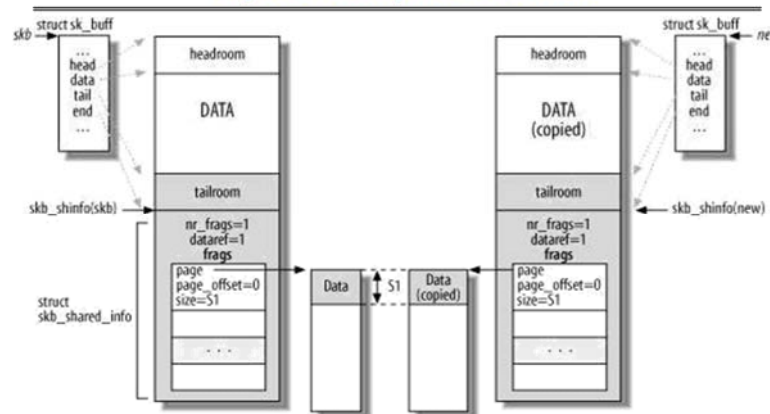 struct sk_buff
skb
...
head
data
tail
end
...
headroom
DATA
tailroom
skb_shinfo(skb)
nr_frags=1
dataref=1
frags
page
page_offset=0
size=S1
...
struct
skb_shared_info
Data
S1
Data
(copied)
headroom
DATA
(copied)
tailroom
nr_frags=1
dataref=1
frags
page
page_offset=0
size=S1
...
struct sk_buff
ne
...
head
data
tail
end
...
skb_shinfo(new)